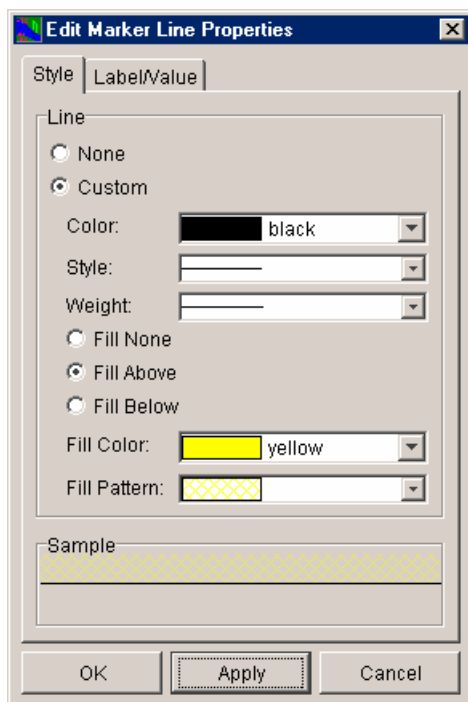 Edit Marker Line Properties
Style Label/Value
Line
None
Custom
Color: black
Style:
Weight:
Fill None
Fill Above
Fill Below
Fill Color: yellow
Fill Pattern:
Sample
OK Apply Cancel